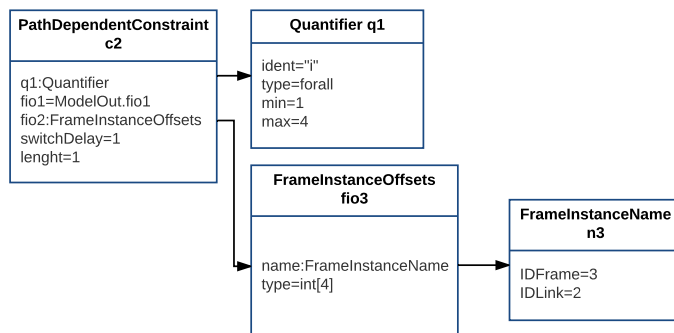 PathDependentConstraint
c2
q1:Quantifier
fio1=ModelOut.fio1
fio2:FrameInstanceOffsets
switchDelay=1
lenght=1
Quantifier q1
ident="i"
type=forall
min=1
max=4
FrameInstanceOffsets
fio3
name:FrameInstanceName
type=int[4]
FrameInstanceName
n3
IDFrame=3
IDLink=2